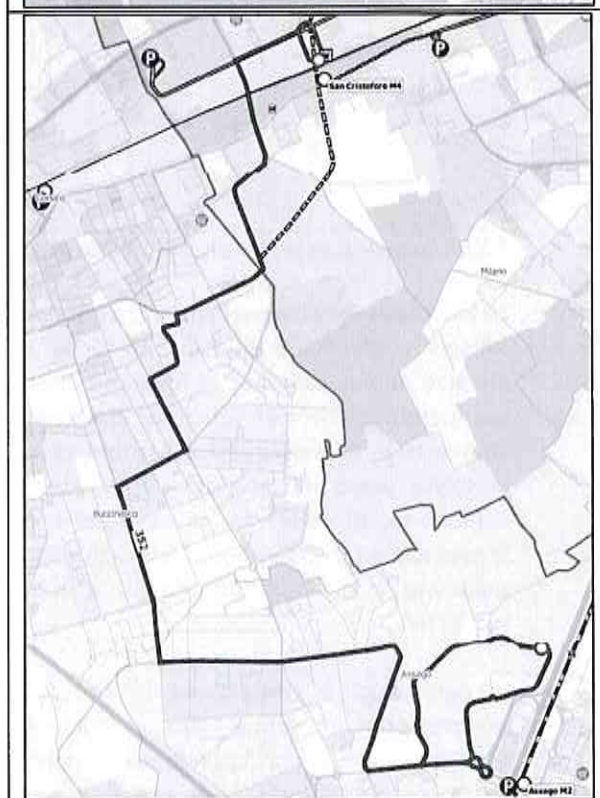 P
P
San Cristoforo M4
H
Milano
Buccinasco
352
Assago
P
Assago M2